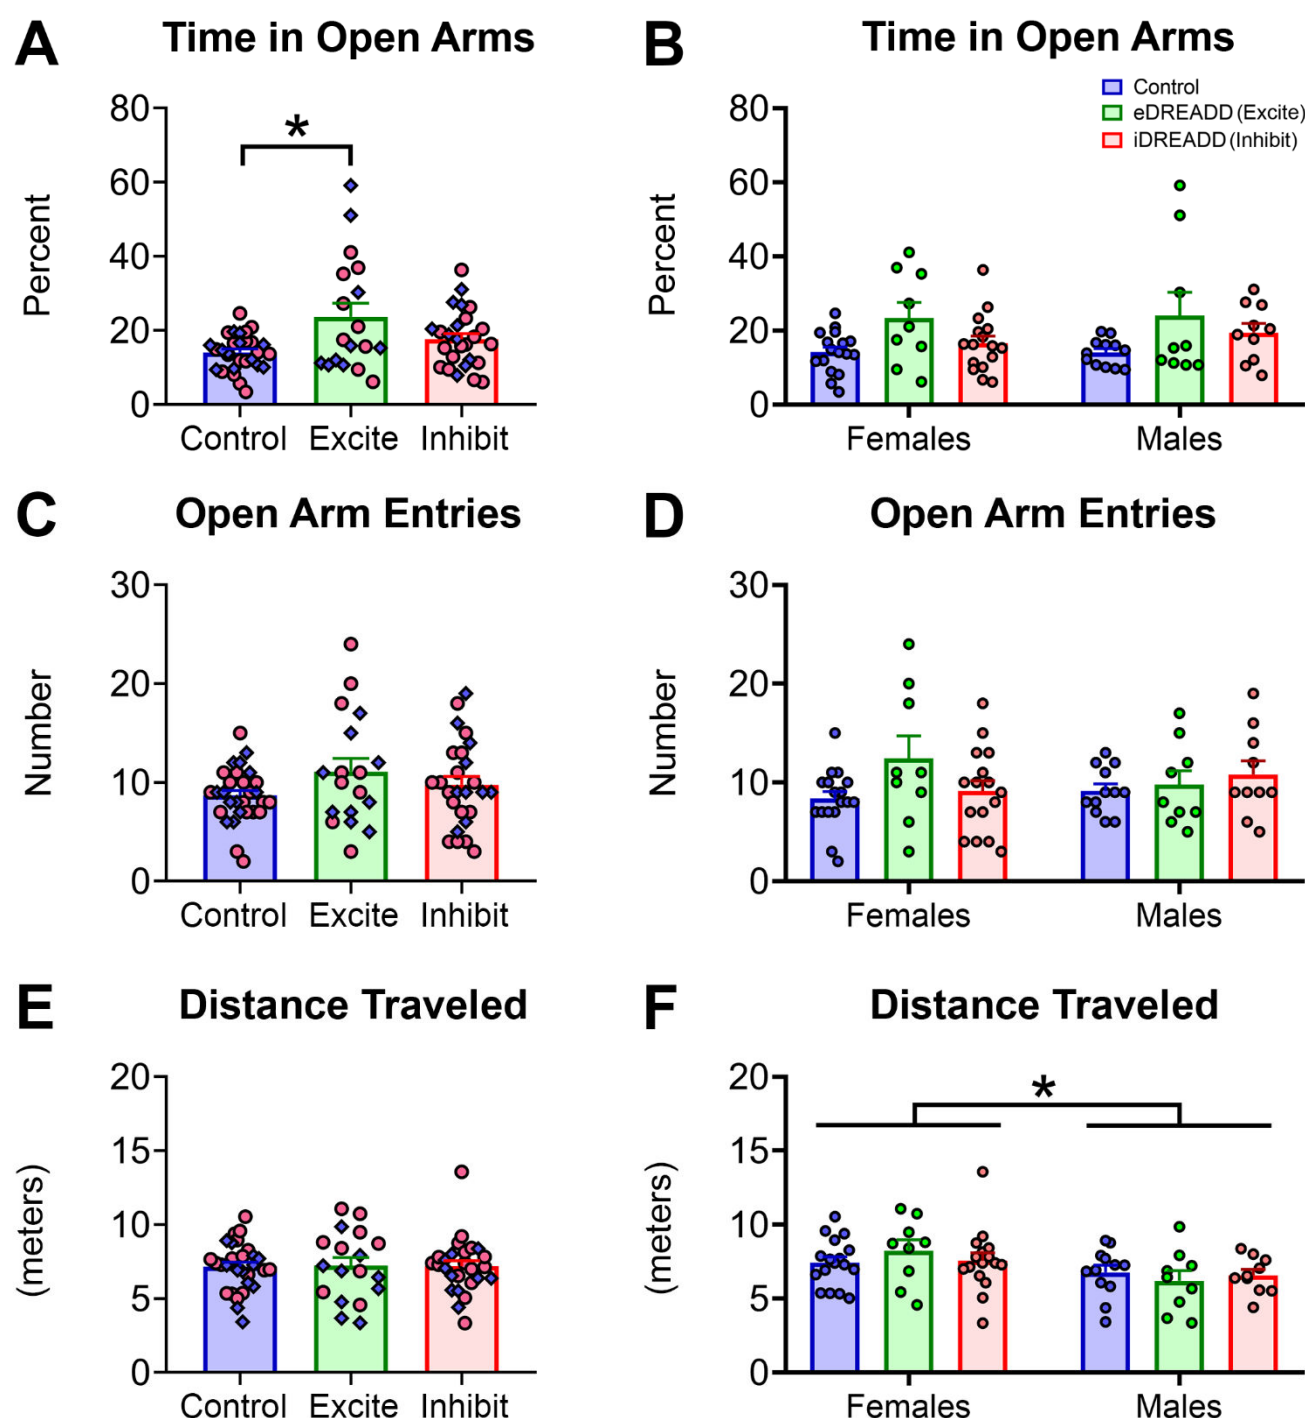 A Time in Open Arms
Percent
80
60
40
20
0
*
Control Excite Inhibit
B Time in Open Arms
Control
eDREADD (Excite)
iDREADD (Inhibit)
Percent
80
60
40
20
0
Females Males
C Open Arm Entries
Number
30
20
10
0
Control Excite Inhibit
D Open Arm Entries
Number
30
20
10
0
Females Males
E Distance Traveled
(meters)
20
15
10
5
0
Control Excite Inhibit
F Distance Traveled
(meters)
20
15
10
5
0
*
Females Males